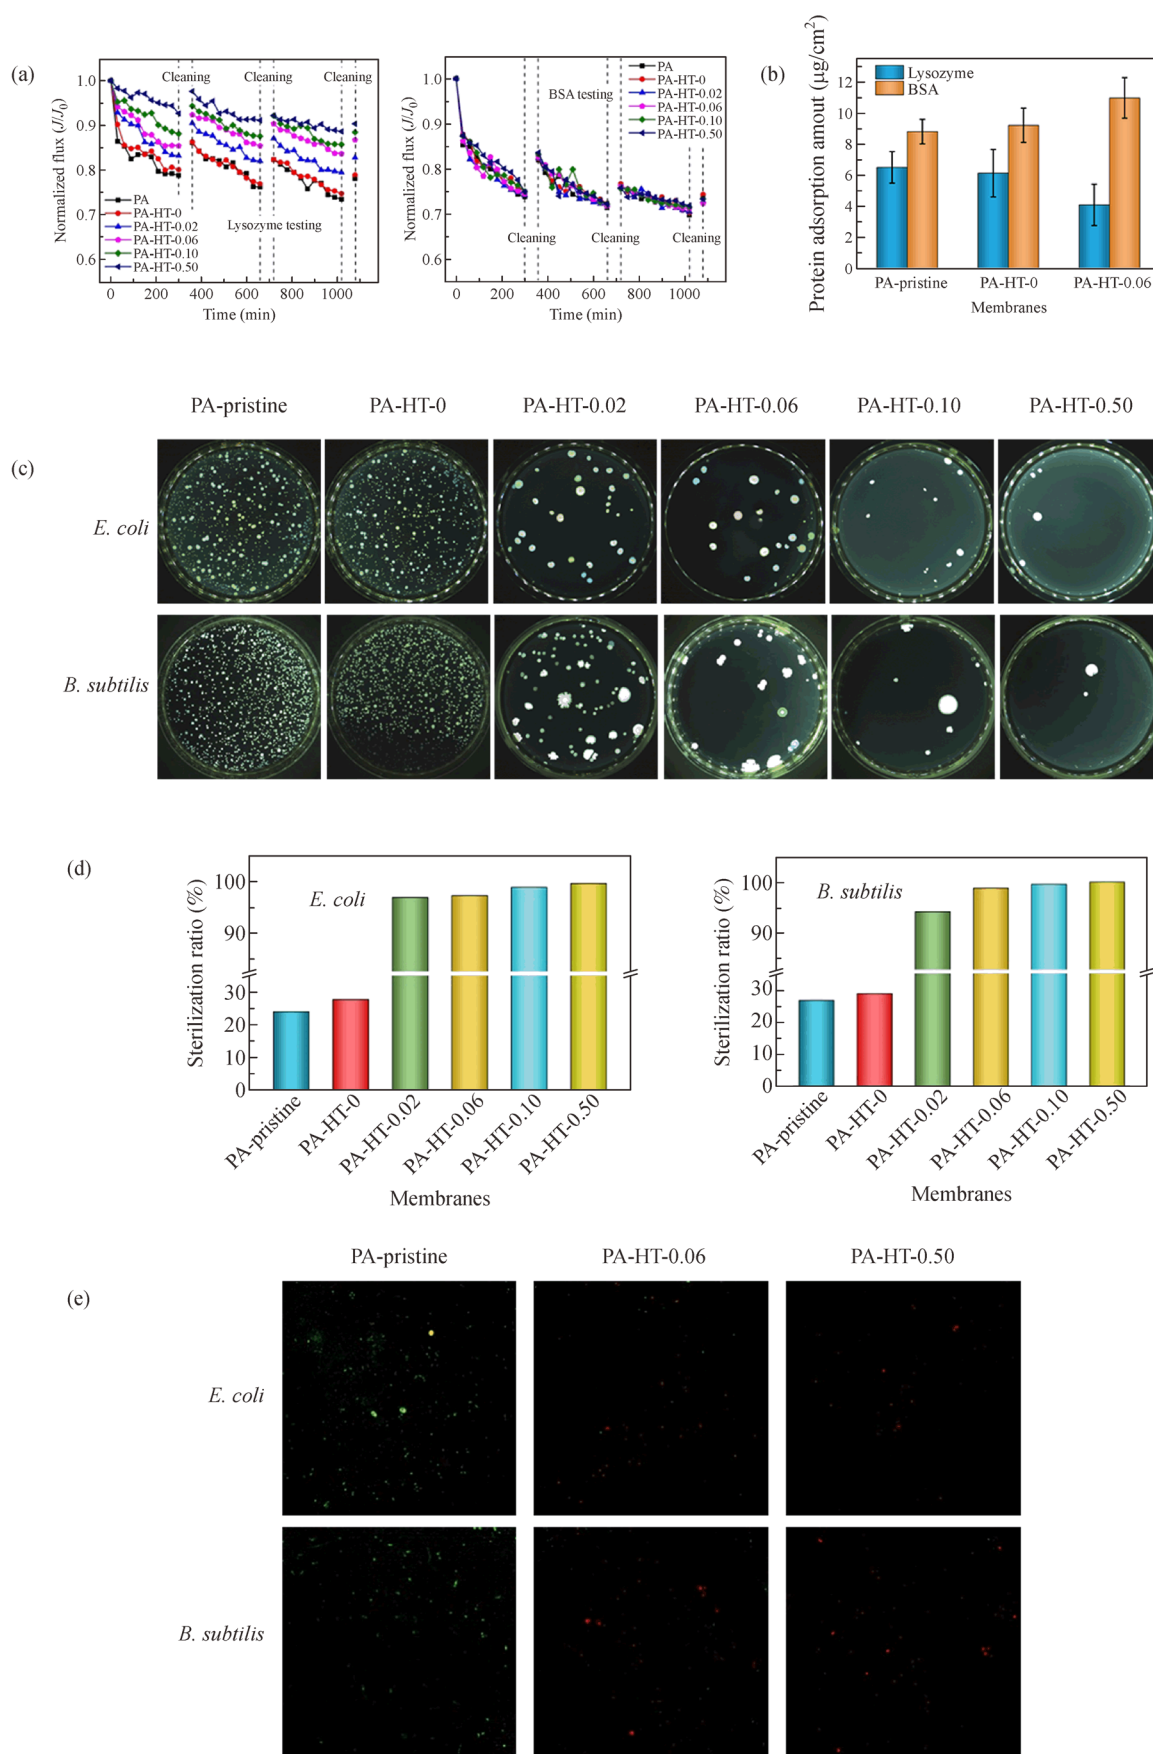 (a)
Normalized flux (J/J0)
1.0
0.9
0.8
0.7
0.6
Cleaning
Cleaning
Cleaning
Lysozyme testing
PA
PA-HT-0
PA-HT-0.02
PA-HT-0.06
PA-HT-0.10
PA-HT-0.50
0 200 400 600 800 1000
Time (min)
Normalized flux (J/J0)
1.0
0.9
0.8
0.7
0.6
BSA testing
PA
PA-HT-0
PA-HT-0.02
PA-HT-0.06
PA-HT-0.10
PA-HT-0.50
Cleaning
Cleaning
Cleaning
0 200 400 600 800 1000
Time (min)
(b)
Protein adsorption amout (μg/cm2)
12
10
8
6
4
2
0
Lysozyme
BSA
PA-pristine PA-HT-0 PA-HT-0.06
Membranes
PA-pristine PA-HT-0 PA-HT-0.02 PA-HT-0.06 PA-HT-0.10 PA-HT-0.50
(c)
E. coli
B. subtilis
(d)
Sterilization ratio (%)
100
90
30
20
10
0
E. coli
PA-pristine
PA-HT-0
PA-HT-0.02
PA-HT-0.06
PA-HT-0.10
PA-HT-0.50
Membranes
Sterilization ratio (%)
100
90
30
20
10
0
B. subtilis
PA-pristine
PA-HT-0
PA-HT-0.02
PA-HT-0.06
PA-HT-0.10
PA-HT-0.50
Membranes
PA-pristine PA-HT-0.06 PA-HT-0.50
(e)
E. coli
B. subtilis